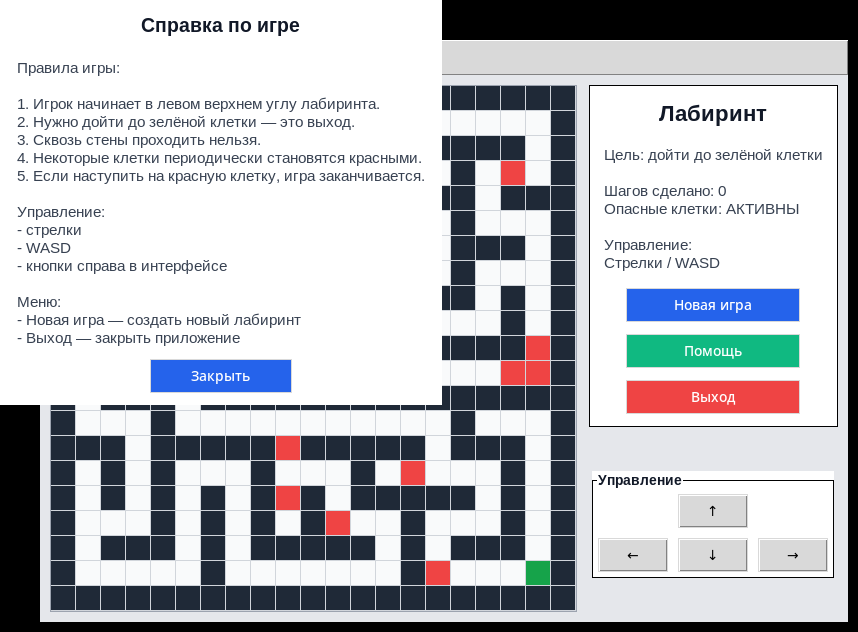 Справка по игре
Правила игры:
1. Игрок начинает в левом верхнем углу лабиринта.
2. Нужно дойти до зелёной клетки — это выход.
3. Сквозь стены проходить нельзя.
4. Некоторые клетки периодически становятся красными.
5. Если наступить на красную клетку, игра заканчивается.
Управление:
- стрелки
- WASD
- кнопки справа в интерфейсе
Меню:
- Новая игра — создать новый лабиринт
- Выход — закрыть приложение
Закрыть
Лабиринт
Цель: дойти до зелёной клетки
Шагов сделано: 0
Опасные клетки: АКТИВНЫ
Управление:
Стрелки / WASD
Новая игра
Помощь
Выход
Управление
↑
← ↓ →